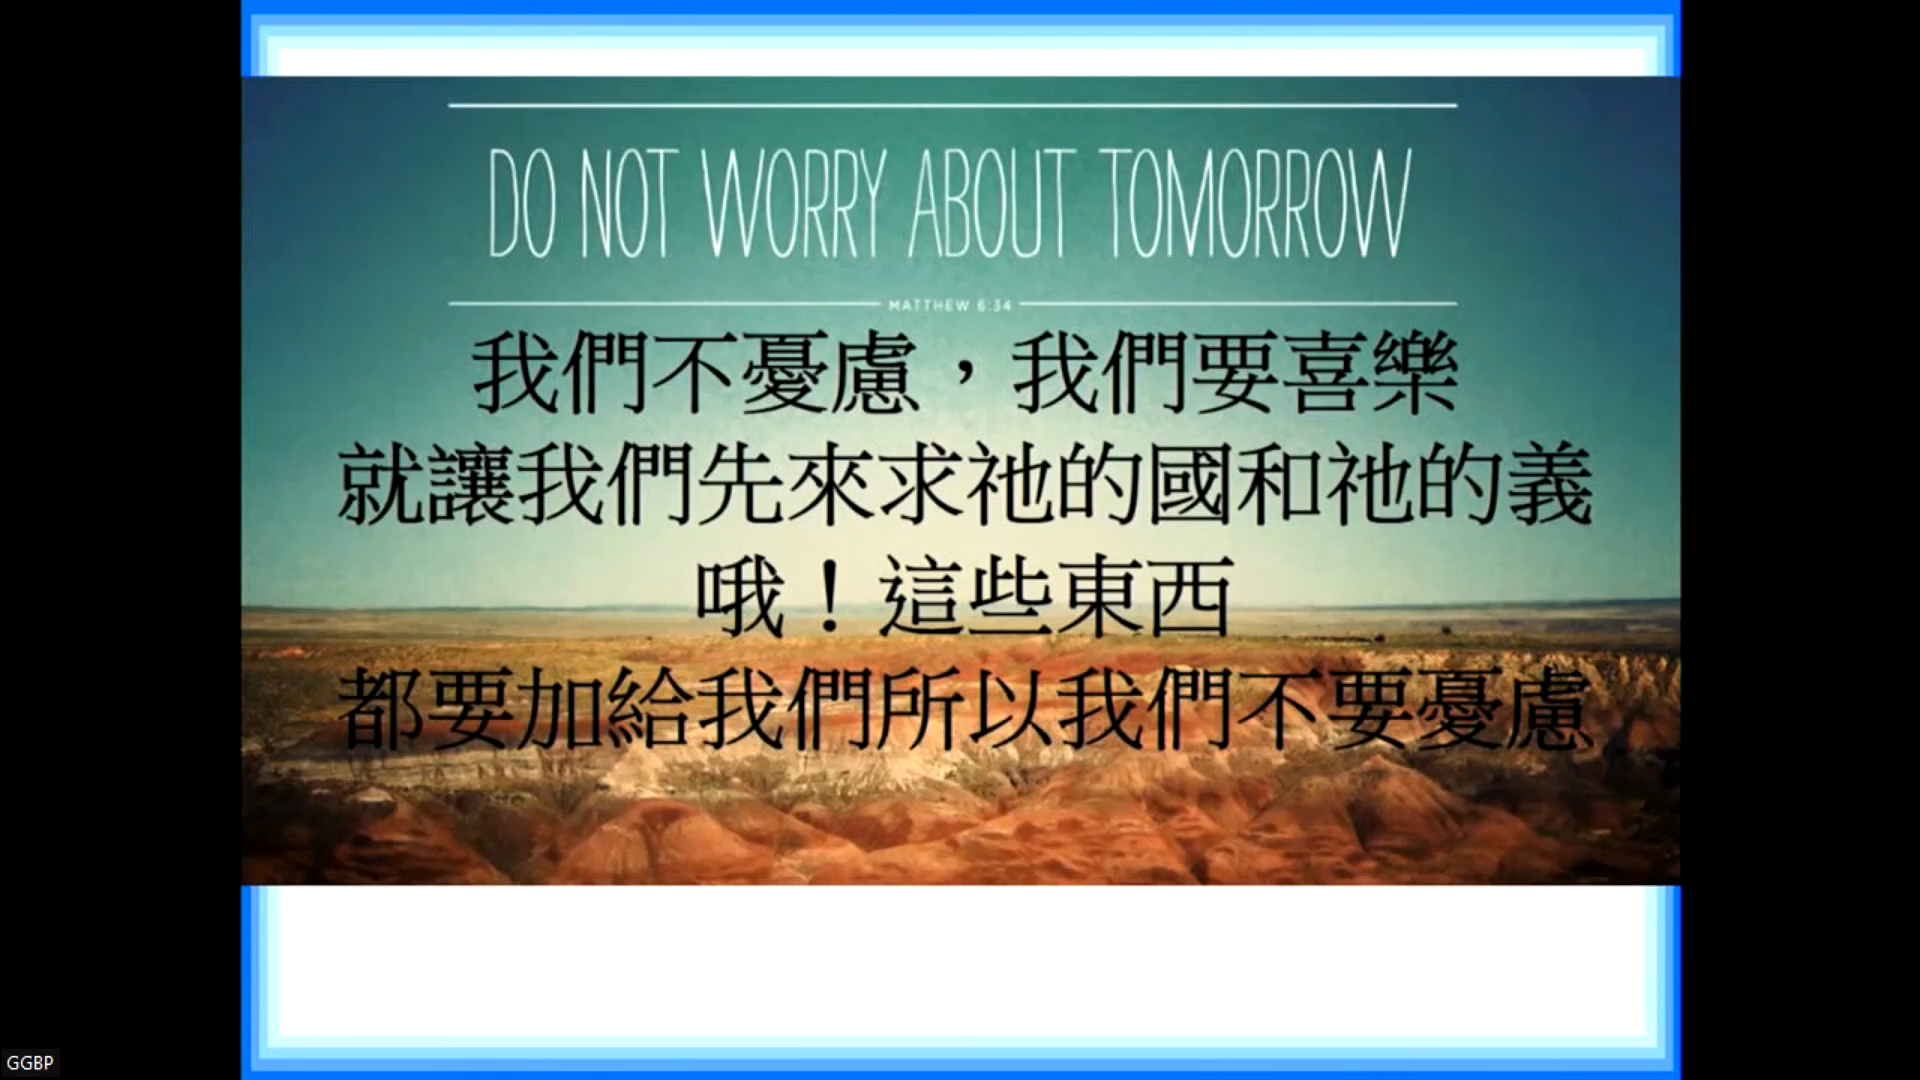 DO NOT WORRY ABOUT TOMORROW
MATTHEW 6:34
我們不憂慮，我們要喜樂
就讓我們先來求祂的國和祂的義
哦！這些東西
都要加給我們所以我們不要憂慮
GGBP